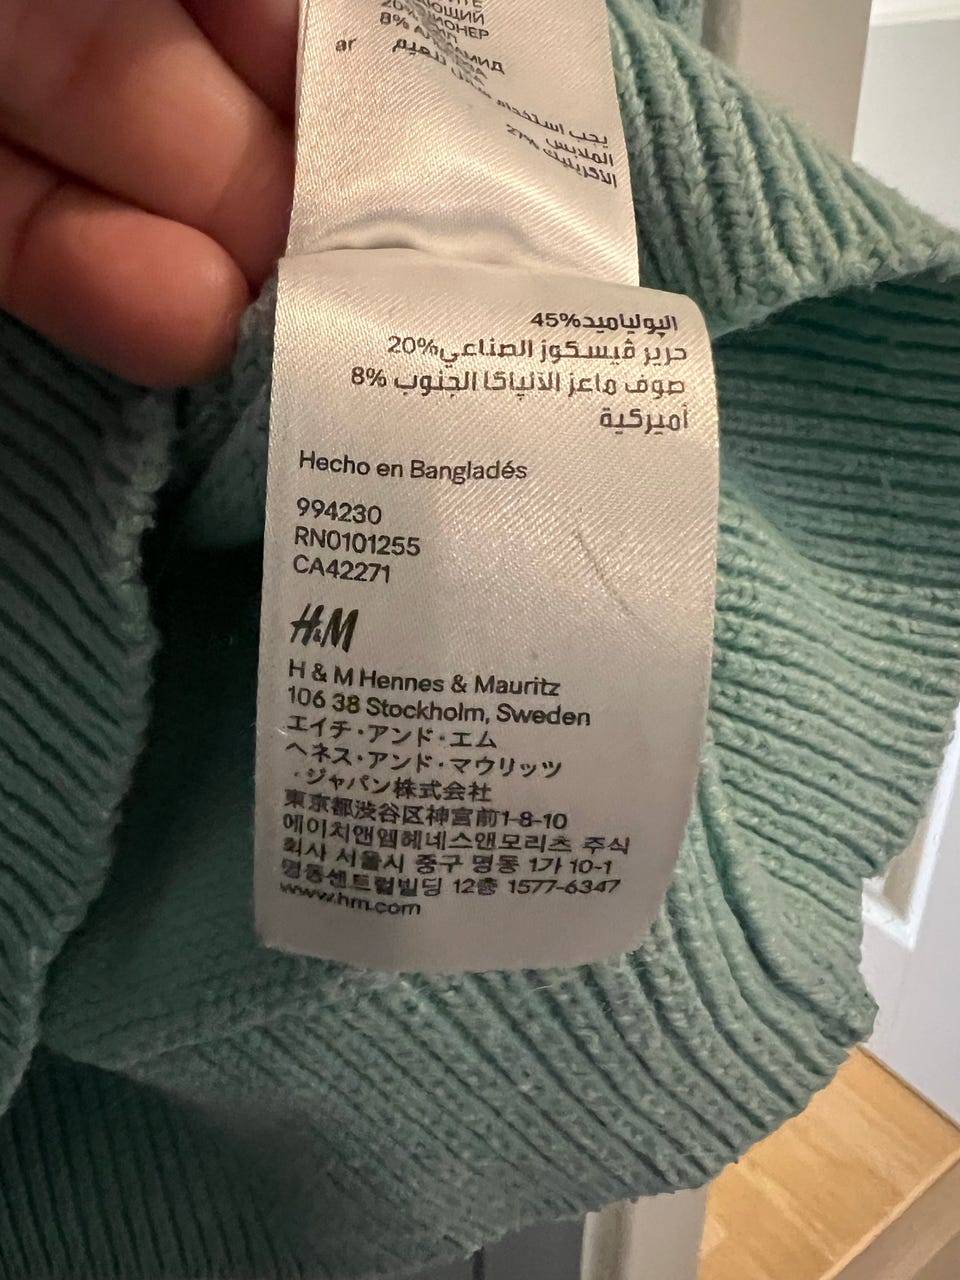 20%
8%
ar
يجب استخدام
الملابس
الأكريليك 27%
البولياميد45%
حرير ڤيسكوز الصناعي20%
صوف ماعز الألپاكا الجنوب 8%
أميركية
Hecho en Bangladés
994230
RN0101255
CA42271
H&M
H & M Hennes & Mauritz
106 38 Stockholm, Sweden
エイチ・アンド・エム
ヘネス・アンド・マウリッツ
・ジャパン株式会社
東京都渋谷区神宮前1-8-10
에이치앤엠헤네스앤모리츠 주식
회사 서울시 중구 명동 1가 10-1
명동센트럴빌딩 12층 1577-6347
www.hm.com